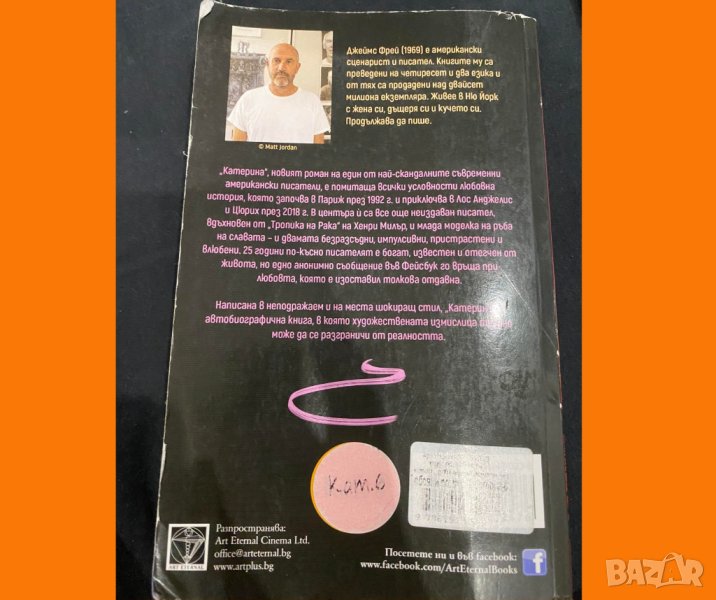 Джеймс Фрей (1969) е американски
сценарист и писател. Книгите му са
преведени на четиресет и два езика и
от тях са продадени над двайсет
милиона екземпляра. Живее в Ню Йорк
с жена си, дъщеря си и кучето си.
Продължава да пише.
© Matt Jordan
„Катерина“, новият роман на един от най-скандалните съвременни
американски писатели, е помитаща всички условности любовна
история, която започва в Париж през 1992 г. и приключва в Лос Анджелис
и Цюрих през 2018 г. В центъра ѝ са все още неиздаван писател,
вдъхновен от „Тропика на Рака“ на Хенри Милър, и млада моделка на ръба
на славата – и двамата безразсъдни, импулсивни, пристрастени и
влюбени. 25 години по-късно писателят е богат, известен и отегчен от
живота, но едно анонимно съобщение във Фейсбук го връща при
любовта, която е изоставил толкова отдавна.
Написана в неподражаем и на места шокиращ стил, „Катерина“
автобиографична книга, в която художествената измислица
може да се разграничи от реалността.
Кат.6
Разпространява:
Art Eternal Cinema Ltd.
office@arteternal.bg
www.artplus.bg
ART ETERNAL
Посетете ни и във facebook:
www.facebook.com/ArtEternalBooks
f
BAZAR